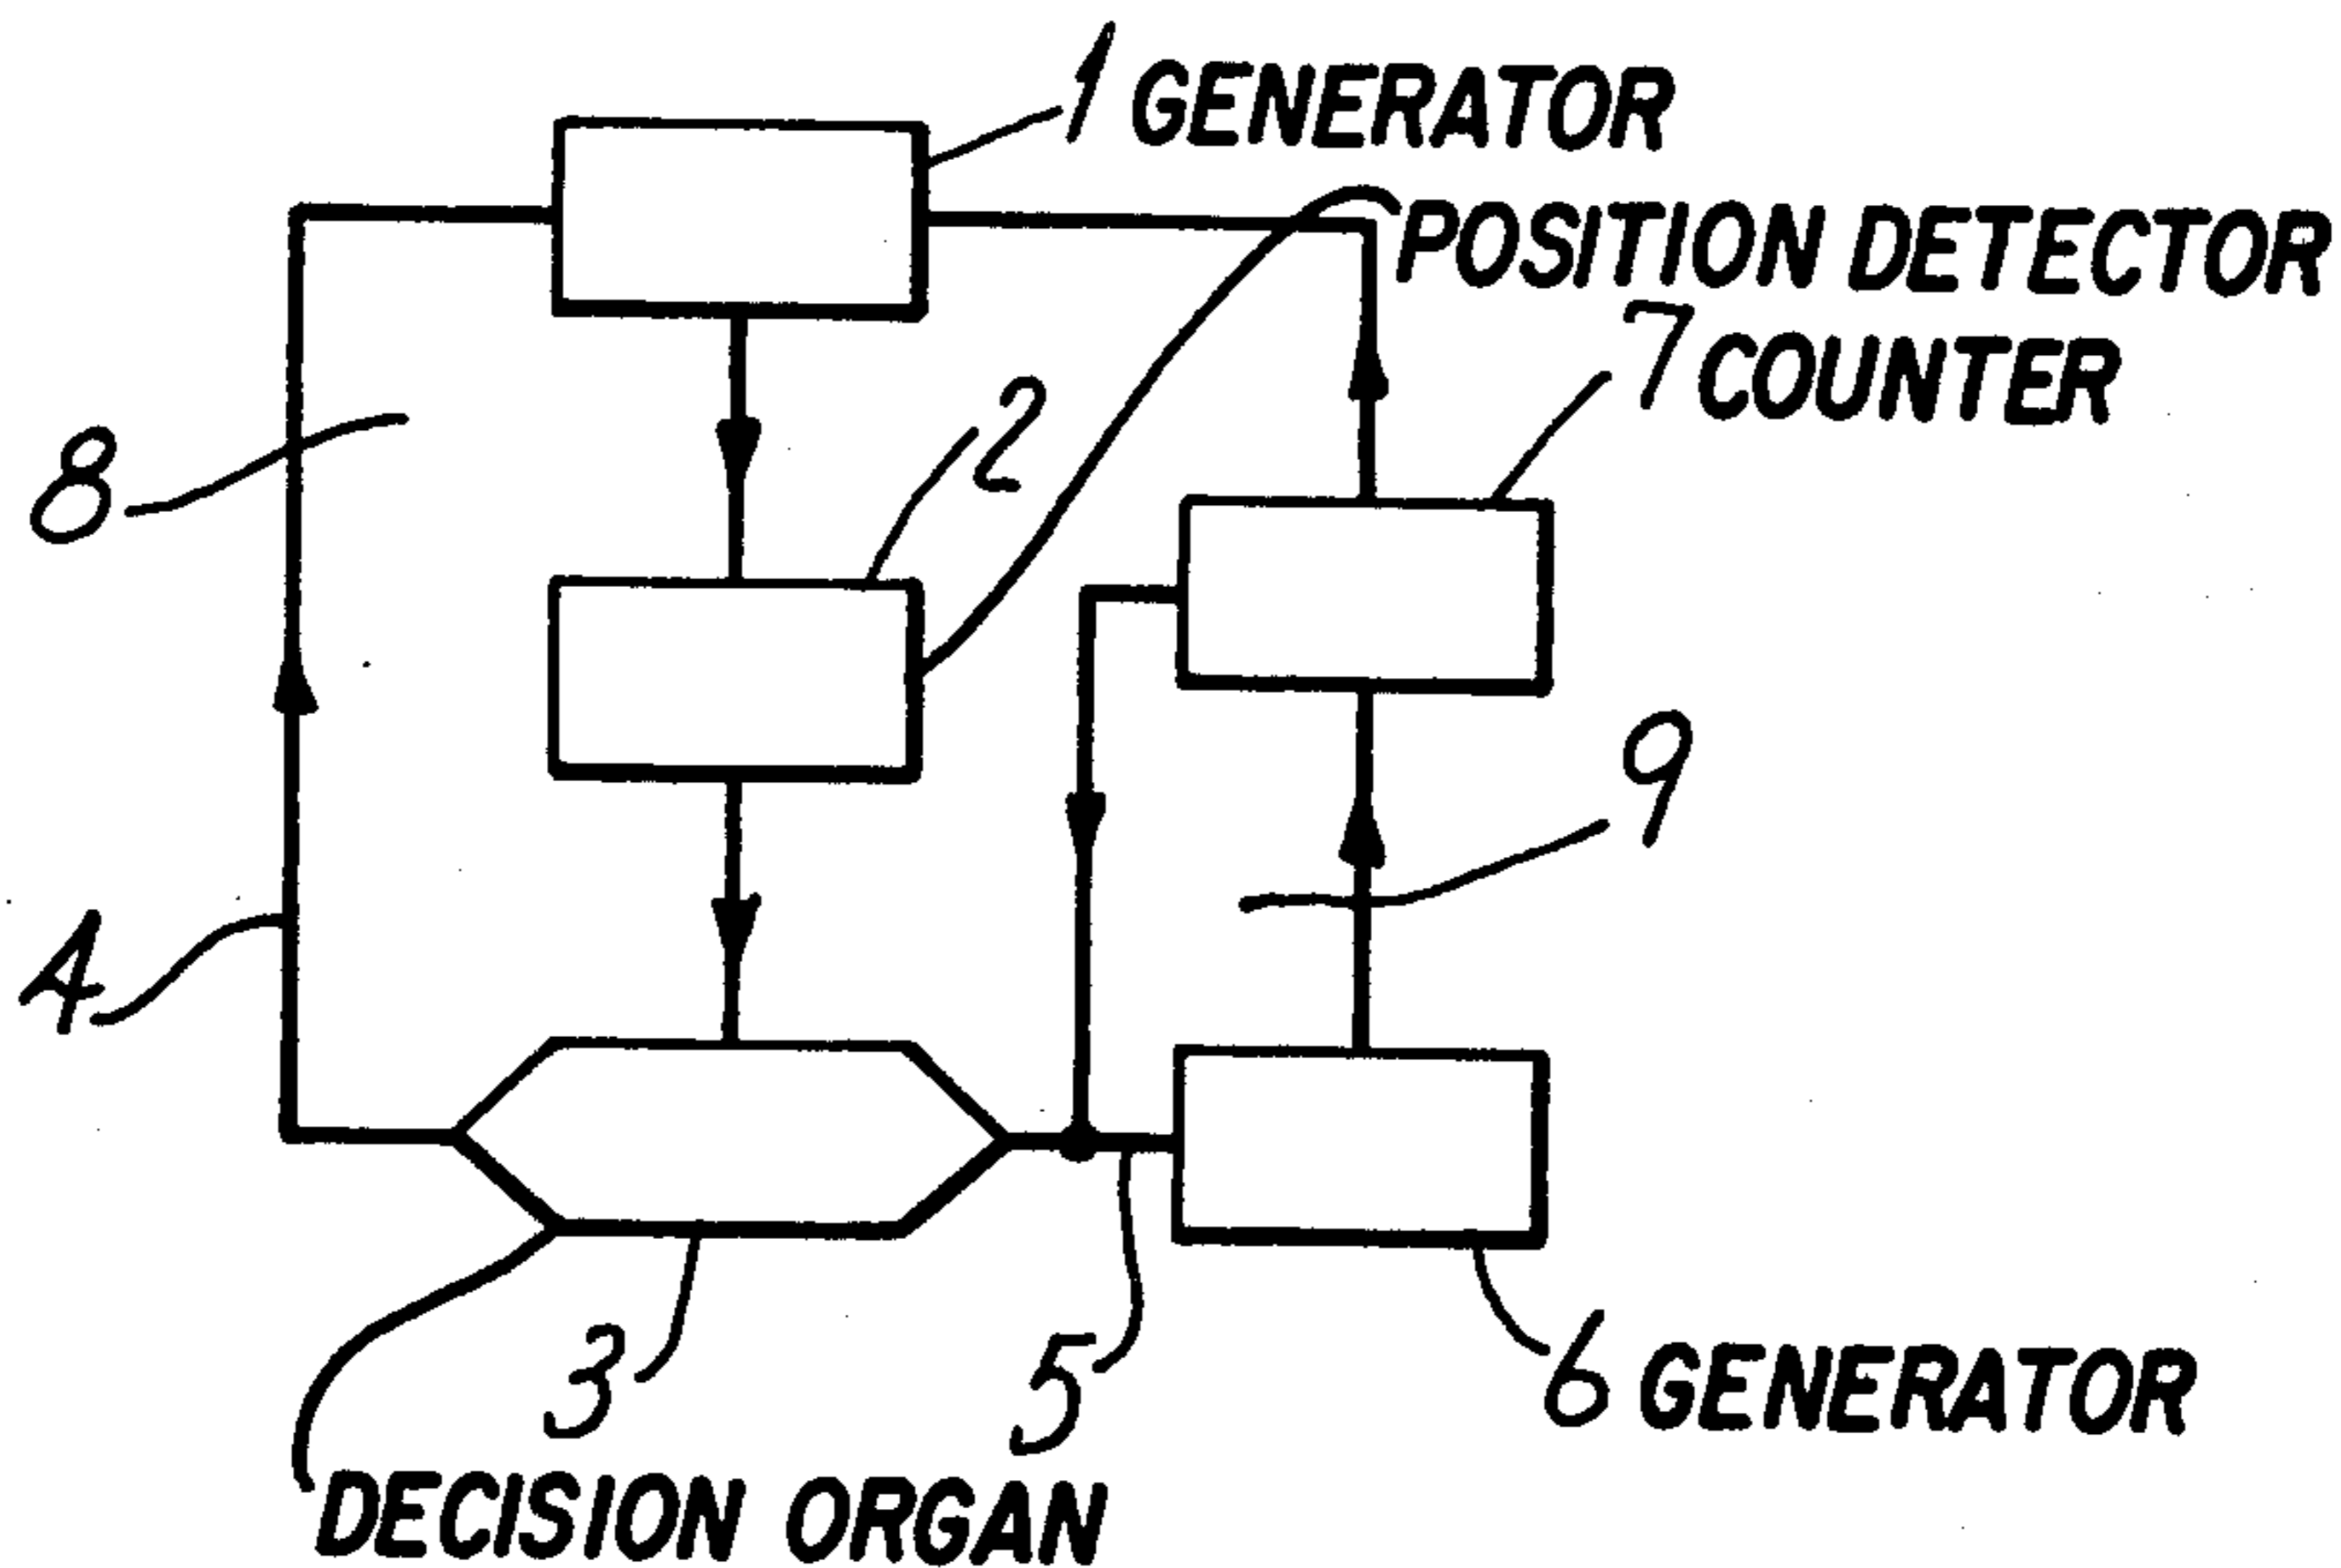 1 GENERATOR
POSITION DETECTOR
7 COUNTER
2
8
9
4
3
5
6 GENERATOR
DECISION ORGAN